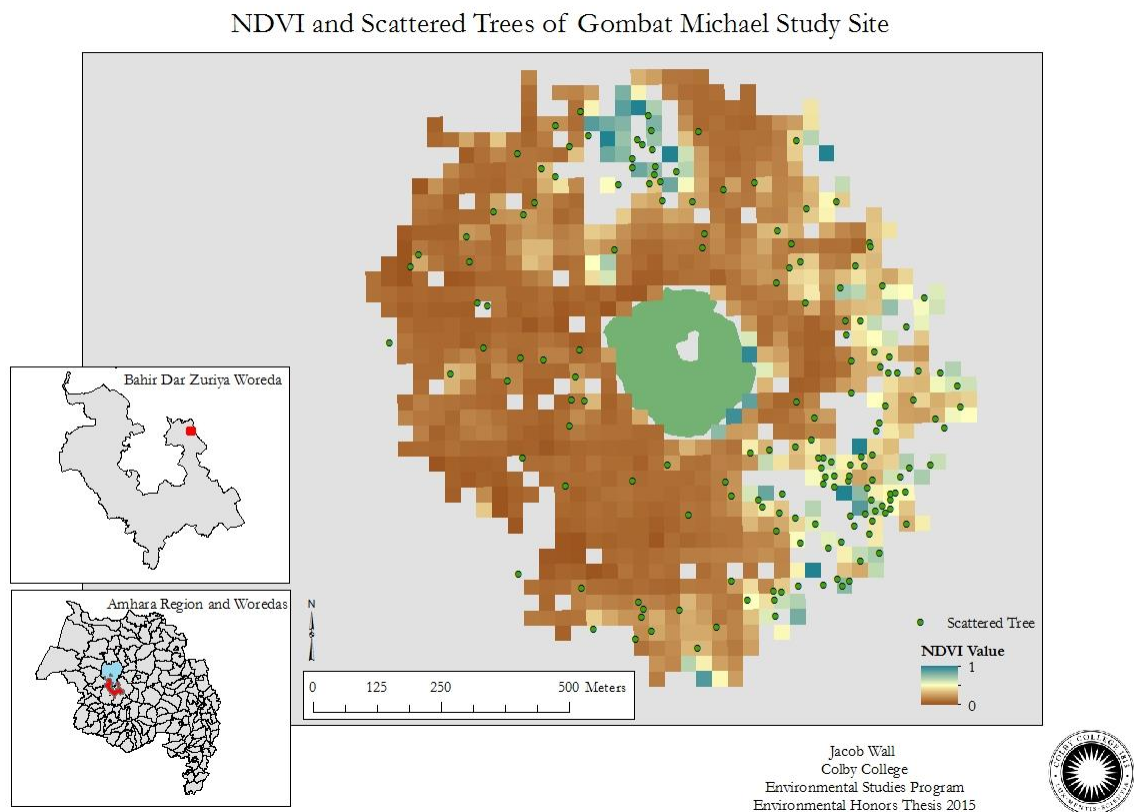 NDVI and Scattered Trees of Gombat Michael Study Site
Bahir Dar Zuriya Woreda
Amhara Region and Woredas
N
0 125 250 500 Meters
Scattered Tree
NDVI Value
1
0
Jacob Wall
Colby College
Environmental Studies Program
Environmental Honors Thesis 2015
COLBY COLLEGE